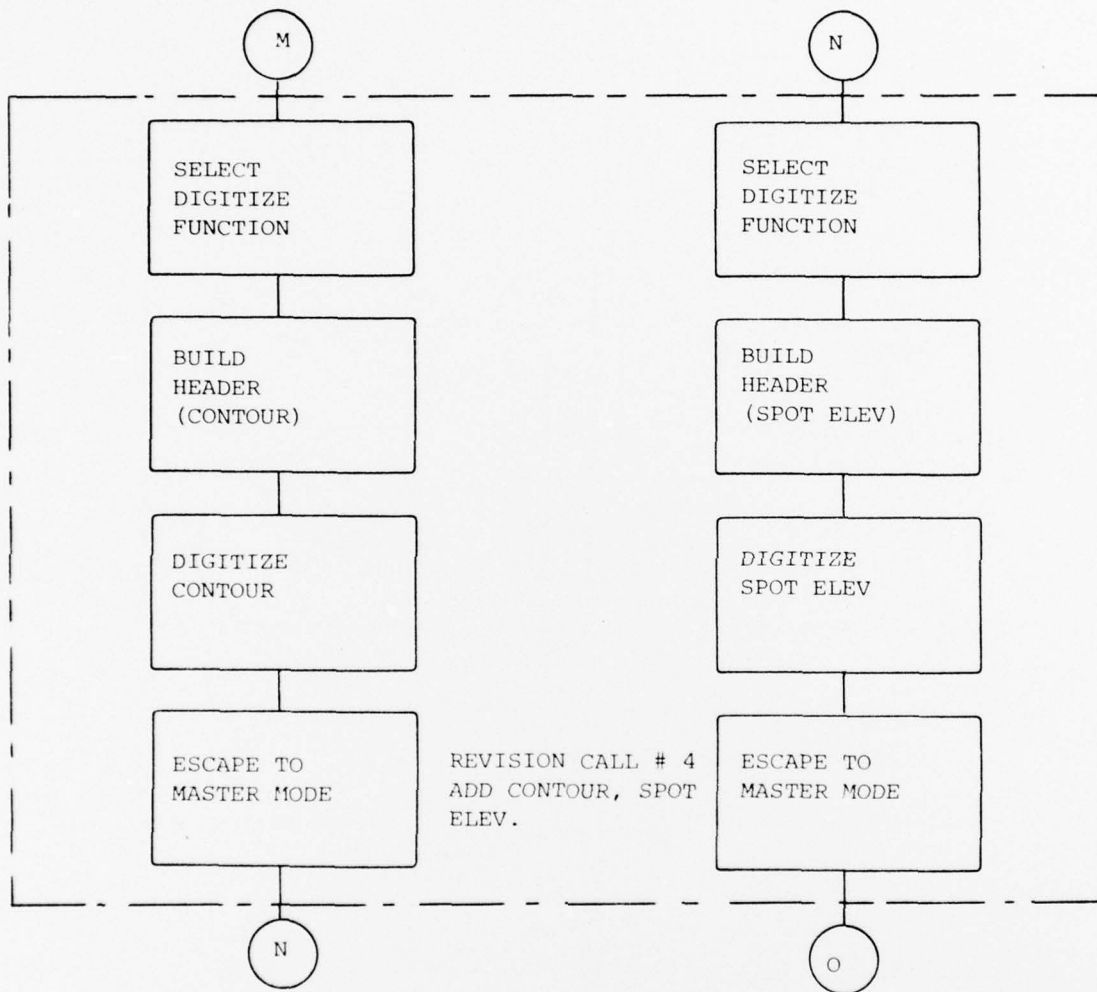 M
SELECT
DIGITIZE
FUNCTION
BUILD
HEADER
(CONTOUR)
DIGITIZE
CONTOUR
ESCAPE TO
MASTER MODE
N
REVISION CALL # 4
ADD CONTOUR, SPOT
ELEV.
N
SELECT
DIGITIZE
FUNCTION
BUILD
HEADER
(SPOT ELEV)
DIGITIZE
SPOT ELEV
ESCAPE TO
MASTER MODE
O